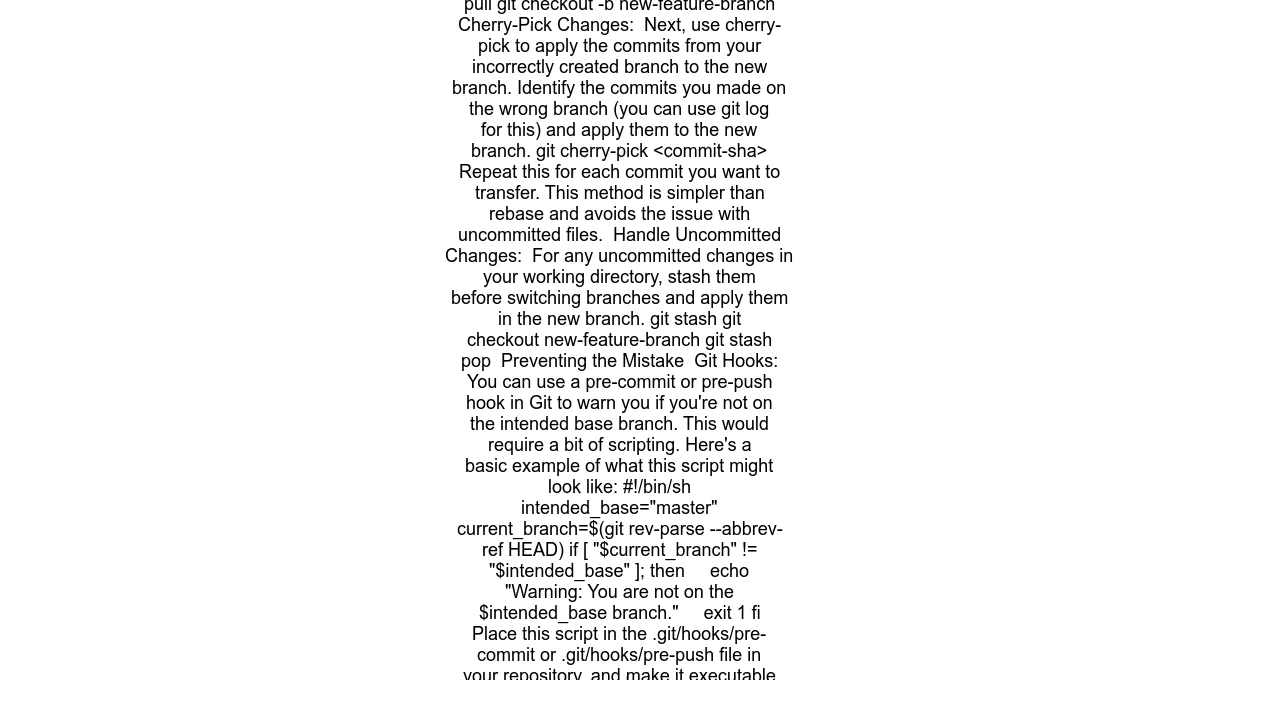 pull git checkout -b new-feature-branch
Cherry-Pick Changes:  Next, use cherry-
pick to apply the commits from your
incorrectly created branch to the new
branch. Identify the commits you made on
the wrong branch (you can use git log
for this) and apply them to the new
branch. git cherry-pick <commit-sha>
Repeat this for each commit you want to
transfer. This method is simpler than
rebase and avoids the issue with
uncommitted files.  Handle Uncommitted
Changes:  For any uncommitted changes in
your working directory, stash them
before switching branches and apply them
in the new branch. git stash git
checkout new-feature-branch git stash
pop  Preventing the Mistake  Git Hooks:
You can use a pre-commit or pre-push
hook in Git to warn you if you're not on
the intended base branch. This would
require a bit of scripting. Here's a
basic example of what this script might
look like: #!/bin/sh
intended_base="master"
current_branch=$(git rev-parse --abbrev-
ref HEAD) if [ "$current_branch" !=
"$intended_base" ]; then     echo
"Warning: You are not on the
$intended_base branch."     exit 1 fi
Place this script in the .git/hooks/pre-
commit or .git/hooks/pre-push file in
your repository, and make it executable